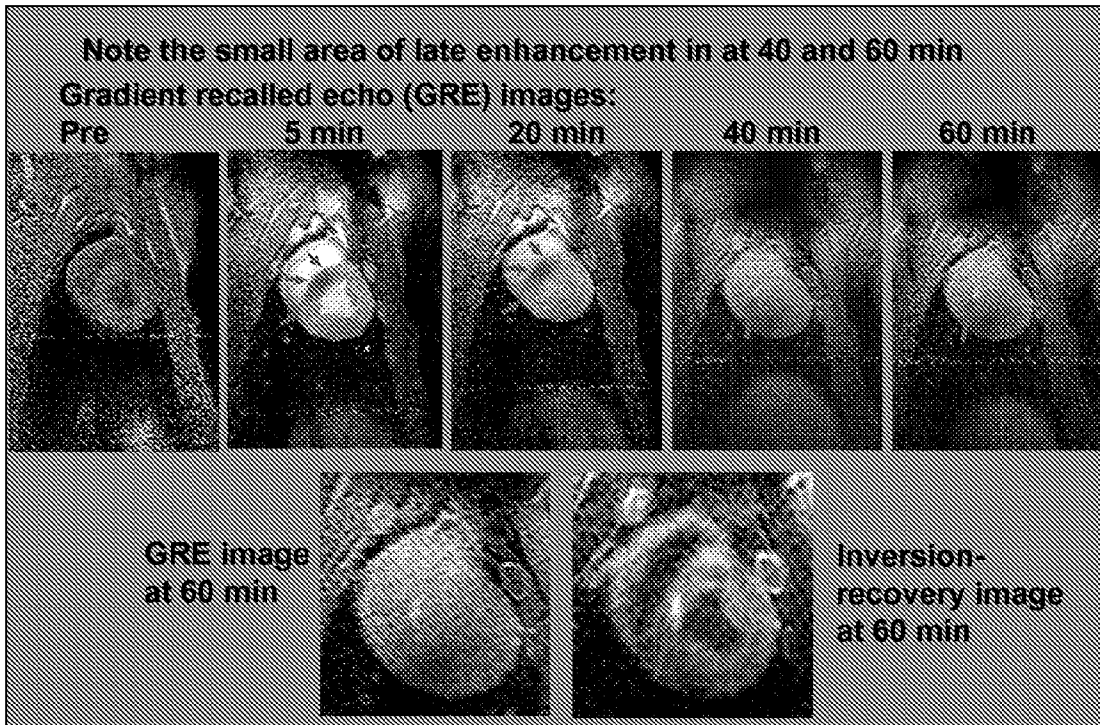 Note the small area of late enhancement in at 40 and 60 min
Gradient recalled echo (GRE) images:
Pre 5 min 20 min 40 min 60 min
GRE image
at 60 min
Inversion-
recovery image
at 60 min